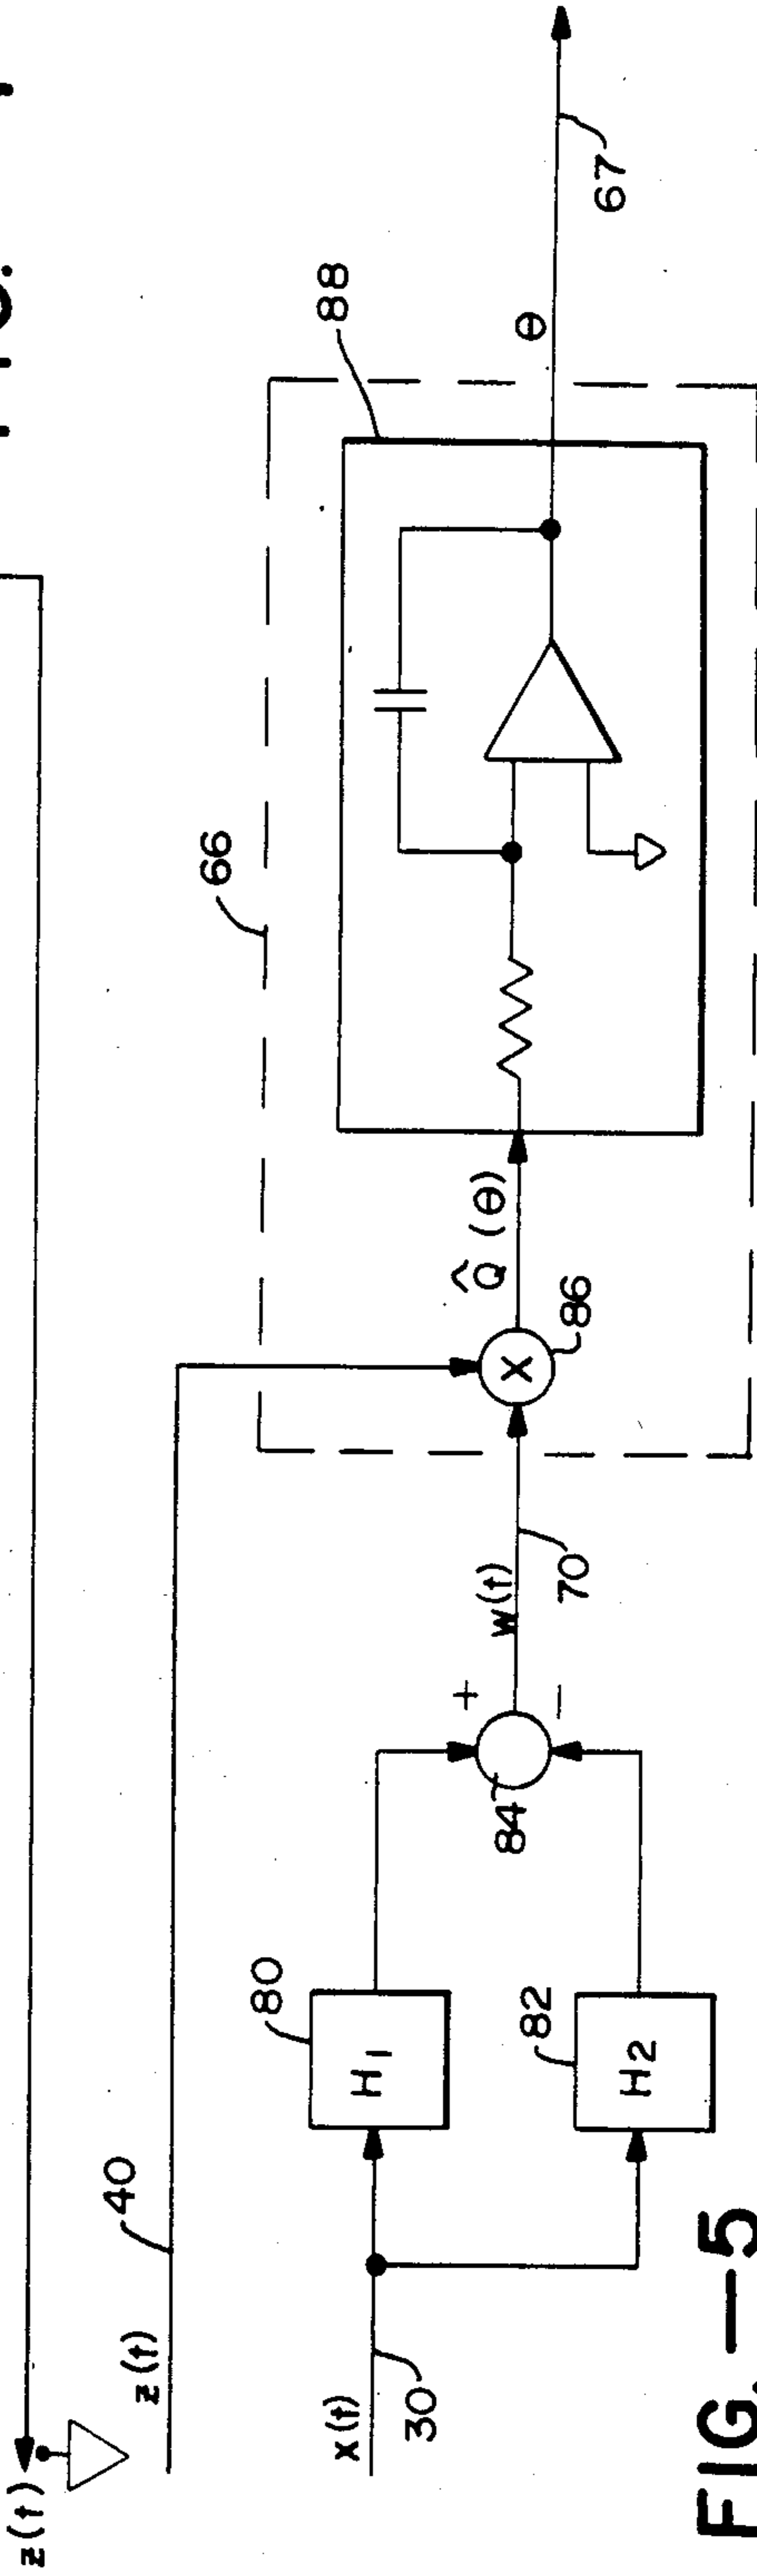 z(t)
z(t)
40
x(t)
30
H1
80
H2
82
84
+
−
W(t)
70
X
86
Q̂ (θ)
66
88
θ
67
FIG.—5